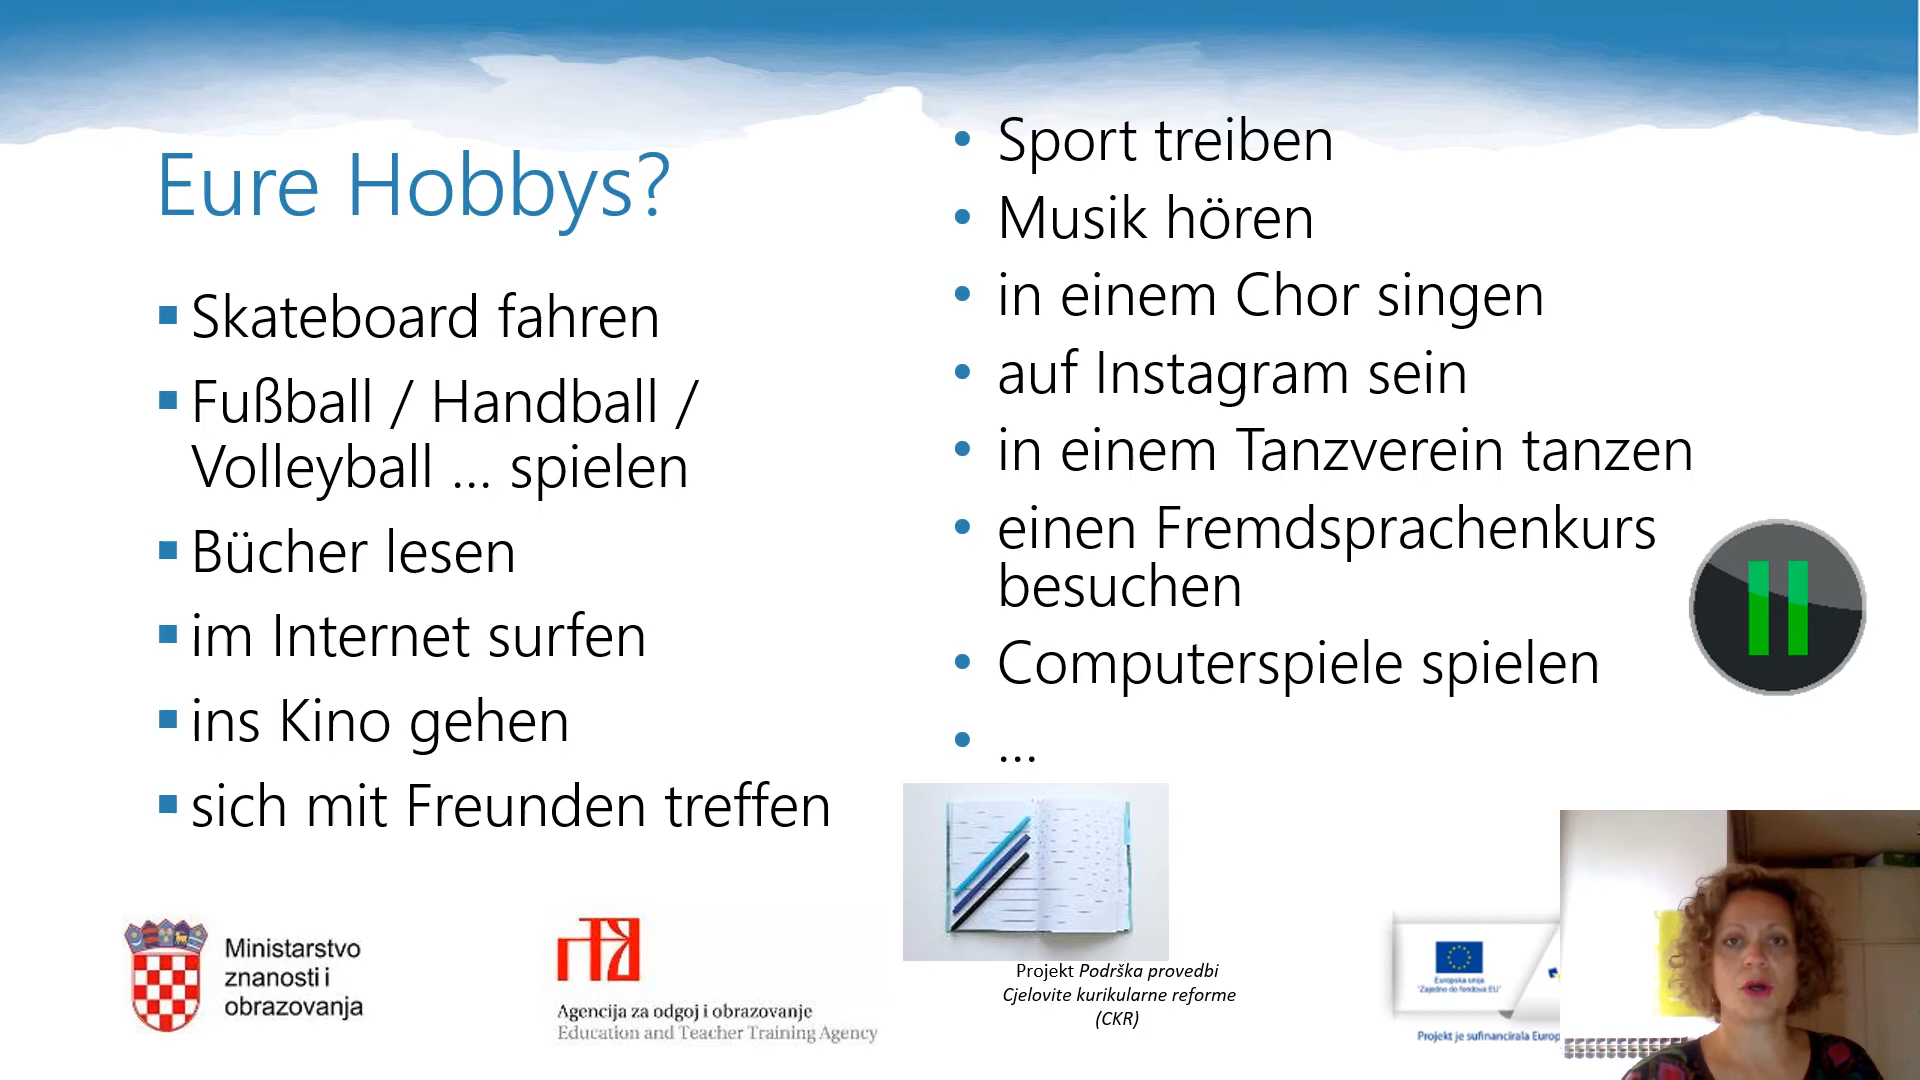 Eure Hobbys?
Skateboard fahren
Fußball / Handball /
Volleyball ... spielen
Bücher lesen
im Internet surfen
ins Kino gehen
sich mit Freunden treffen
Sport treiben
Musik hören
in einem Chor singen
auf Instagram sein
in einem Tanzverein tanzen
einen Fremdsprachenkurs
besuchen
Computerspiele spielen
...
Ministarstvo
znanosti i
obrazovanja
Agencija za odgoj i obrazovanje
Education and Teacher Training Agency
Projekt Podrška provedbi
Cjelovite kurikularne reforme
(CKR)
Europska unija
"Zajedno do fondova EU"
Projekt je sufinancirala Europ